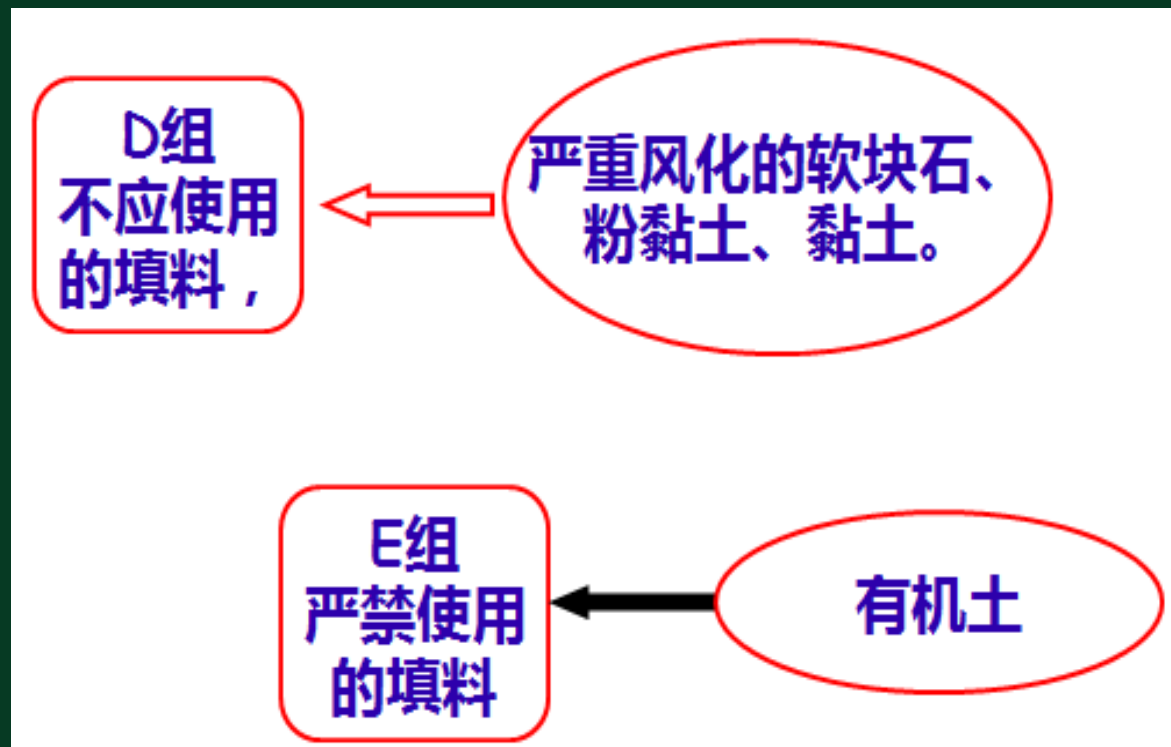 D组
不应使用
的填料，
严重风化的软块石、
粉黏土、黏土。
E组
严禁使用
的填料
有机土